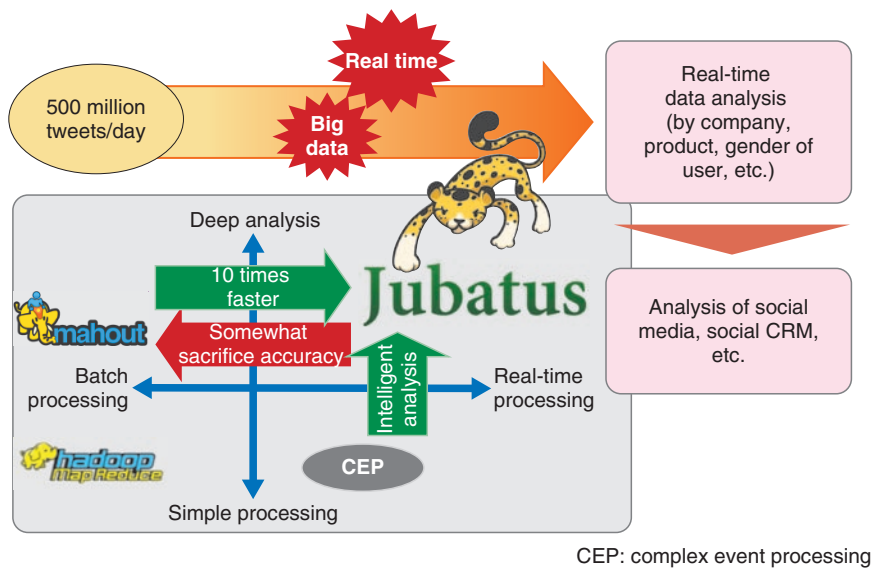 500 million
tweets/day
Real time
Big
data
Real-time
data analysis
(by company,
product, gender of
user, etc.)
Deep analysis
10 times
faster
Jubatus
mahout
Somewhat
sacrifice accuracy
Analysis of social
media, social CRM,
etc.
Batch
processing
Intelligent
analysis
Real-time
processing
hadoop
Map Reduce
CEP
Simple processing
CEP: complex event processing